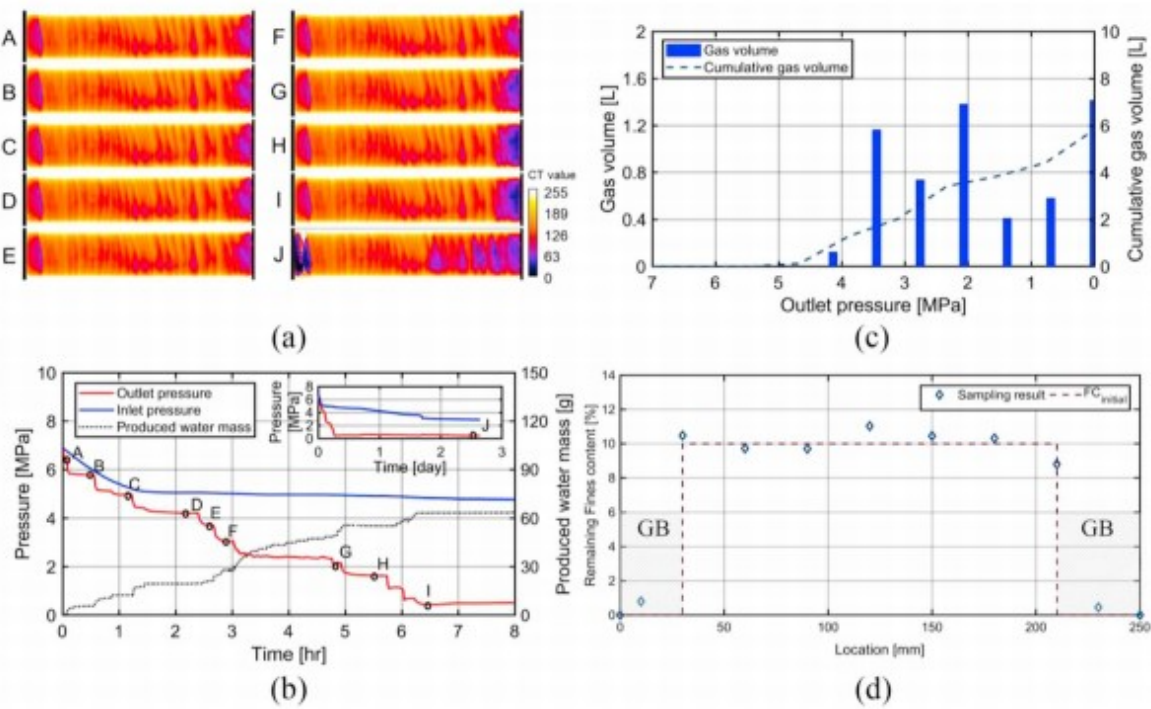 A
B
C
D
E
F
G
H
I
J
CT value
255
189
126
63
0
(a)
Gas volume [L]
2
1.6
1.2
0.8
0.4
0
Gas volume
Cumulative gas volume
10
8
6
4
2
0
Cumulative gas volume [L]
7 6 5 4 3 2 1 0
Outlet pressure [MPa]
(c)
Pressure [MPa]
10
8
6
4
2
0
Outlet pressure
Inlet pressure
Produced water mass
Pressure
[MPa]
8
6
4
2
0
J
0 1 2 3
Time [day]
A
B
C
D
E
F
G
H
I
150
120
90
60
30
0
Produced water mass [g]
0 1 2 3 4 5 6 7 8
Time [hr]
(b)
Remaining Fines content [%]
14
12
10
8
6
4
2
0
Sampling result
FCinitial
GB
GB
0 50 100 150 200 250
Location [mm]
(d)